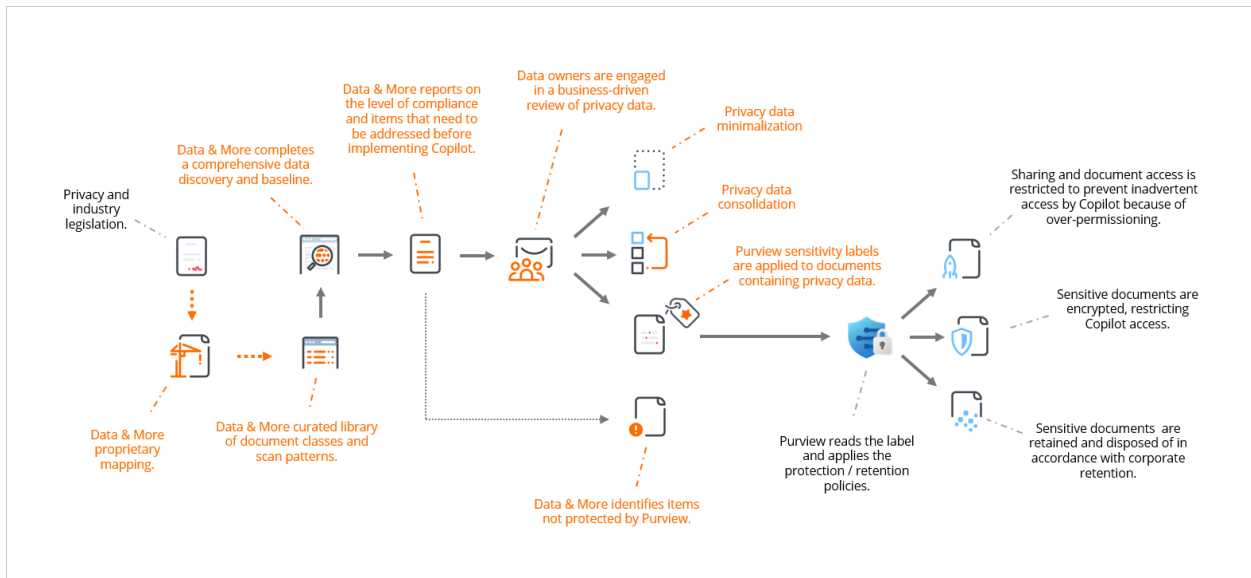 Privacy and
industry
legislation.
Data & More
proprietary
mapping.
Data & More completes
a comprehensive data
discovery and baseline.
Data & More curated library
of document classes and
scan patterns.
Data & More reports on
the level of compliance
and items that need to
be addressed before
implementing Copilot.
Data owners are engaged
in a business-driven
review of privacy data.
Privacy data
minimalization
Privacy data
consolidation
Purview sensitivity labels
are applied to documents
containing privacy data.
Data & More identifies items
not protected by Purview.
Purview reads the label
and applies the
protection / retention
policies.
Sharing and document access is
restricted to prevent inadvertent
access by Copilot because of
over-permissioning.
Sensitive documents are
encrypted, restricting
Copilot access.
Sensitive documents are
retained and disposed of in
accordance with corporate
retention.